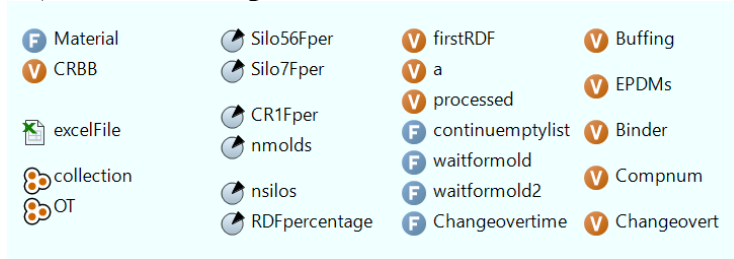 F Material
V CRBB
excelFile
collection
OT
Silo56Fper
Silo7Fper
CR1Fper
nmolds
nsilos
RDFpercentage
V firstRDF
V a
V processed
F continuemptylist
F waitformold
F waitformold2
F Changeovertime
V Buffing
V EPDMs
V Binder
V Compnum
V Changeovert